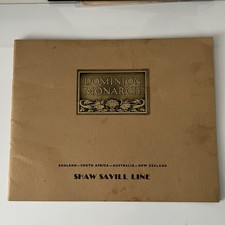 DOMINION
MONARCH
ENGLAND—SOUTH AFRICA—AUSTRALIA—NEW ZEALAND
SHAW SAVILL LINE